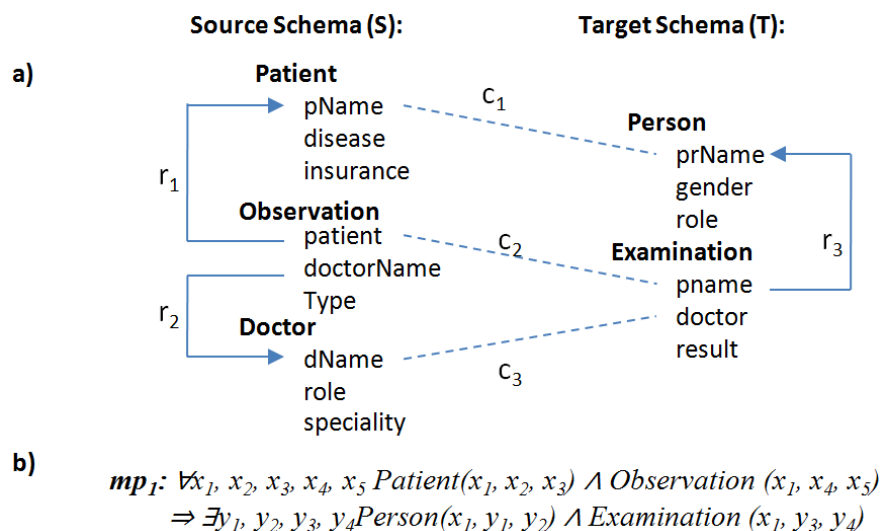 Source Schema (S): Target Schema (T):
a)
Patient
pName
disease
insurance
r1
Observation
patient
doctorName
Type
r2
Doctor
dName
role
speciality
c1
c2
c3
Person
prName
gender
role
Examination
pname
doctor
result
r3
b)
mp1: ∀x1, x2, x3, x4, x5 Patient(x1, x2, x3) ∧ Observation (x1, x4, x5)
⇒ ∃y1, y2, y3, y4Person(x1, y1, y2) ∧ Examination (x1, y3, y4)